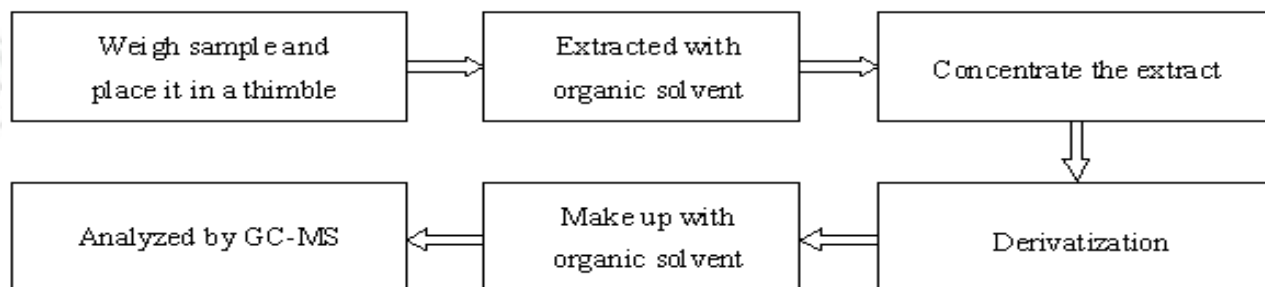 Weigh sample and
place it in a thimble
Extracted with
organic solvent
Concentrate the extract
Derivatization
Make up with
organic solvent
Analyzed by GC-MS